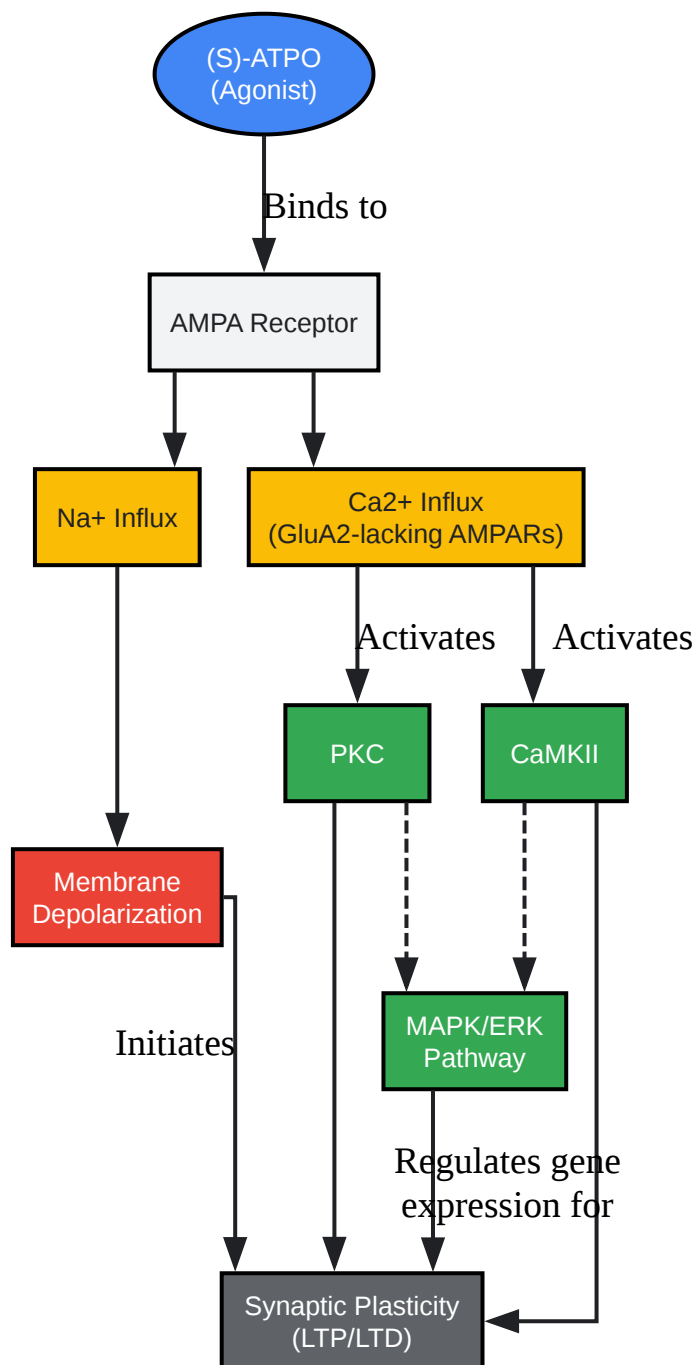 (S)-ATPO
(Agonist)
Binds to
AMPA Receptor
Na+ Influx
Ca2+ Influx
(GluA2-lacking AMPARs)
Activates
Activates
PKC
CaMKII
Membrane
Depolarization
MAPK/ERK
Pathway
Initiates
Regulates gene
expression for
Synaptic Plasticity
(LTP/LTD)